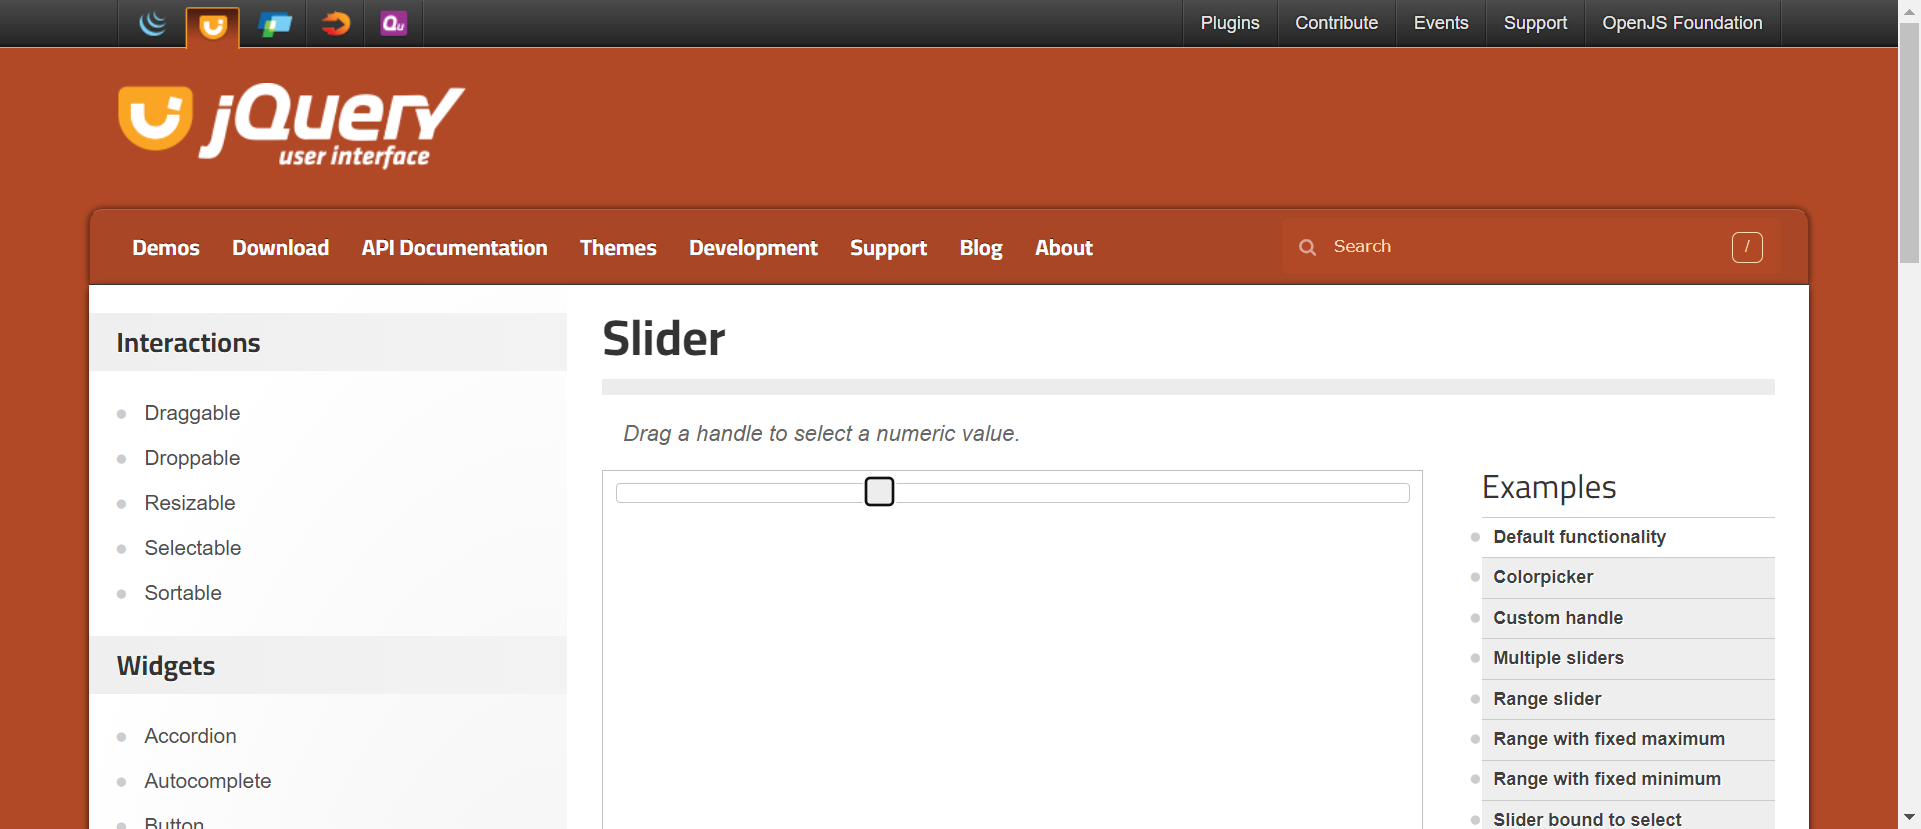 Qu
Plugins
Contribute
Events
Support
OpenJS Foundation
jQuery
user interface
Demos
Download
API Documentation
Themes
Development
Support
Blog
About
Search
/
Interactions
Draggable
Droppable
Resizable
Selectable
Sortable
Widgets
Accordion
Autocomplete
Button
Slider
Drag a handle to select a numeric value.
Examples
Default functionality
Colorpicker
Custom handle
Multiple sliders
Range slider
Range with fixed maximum
Range with fixed minimum
Slider bound to select